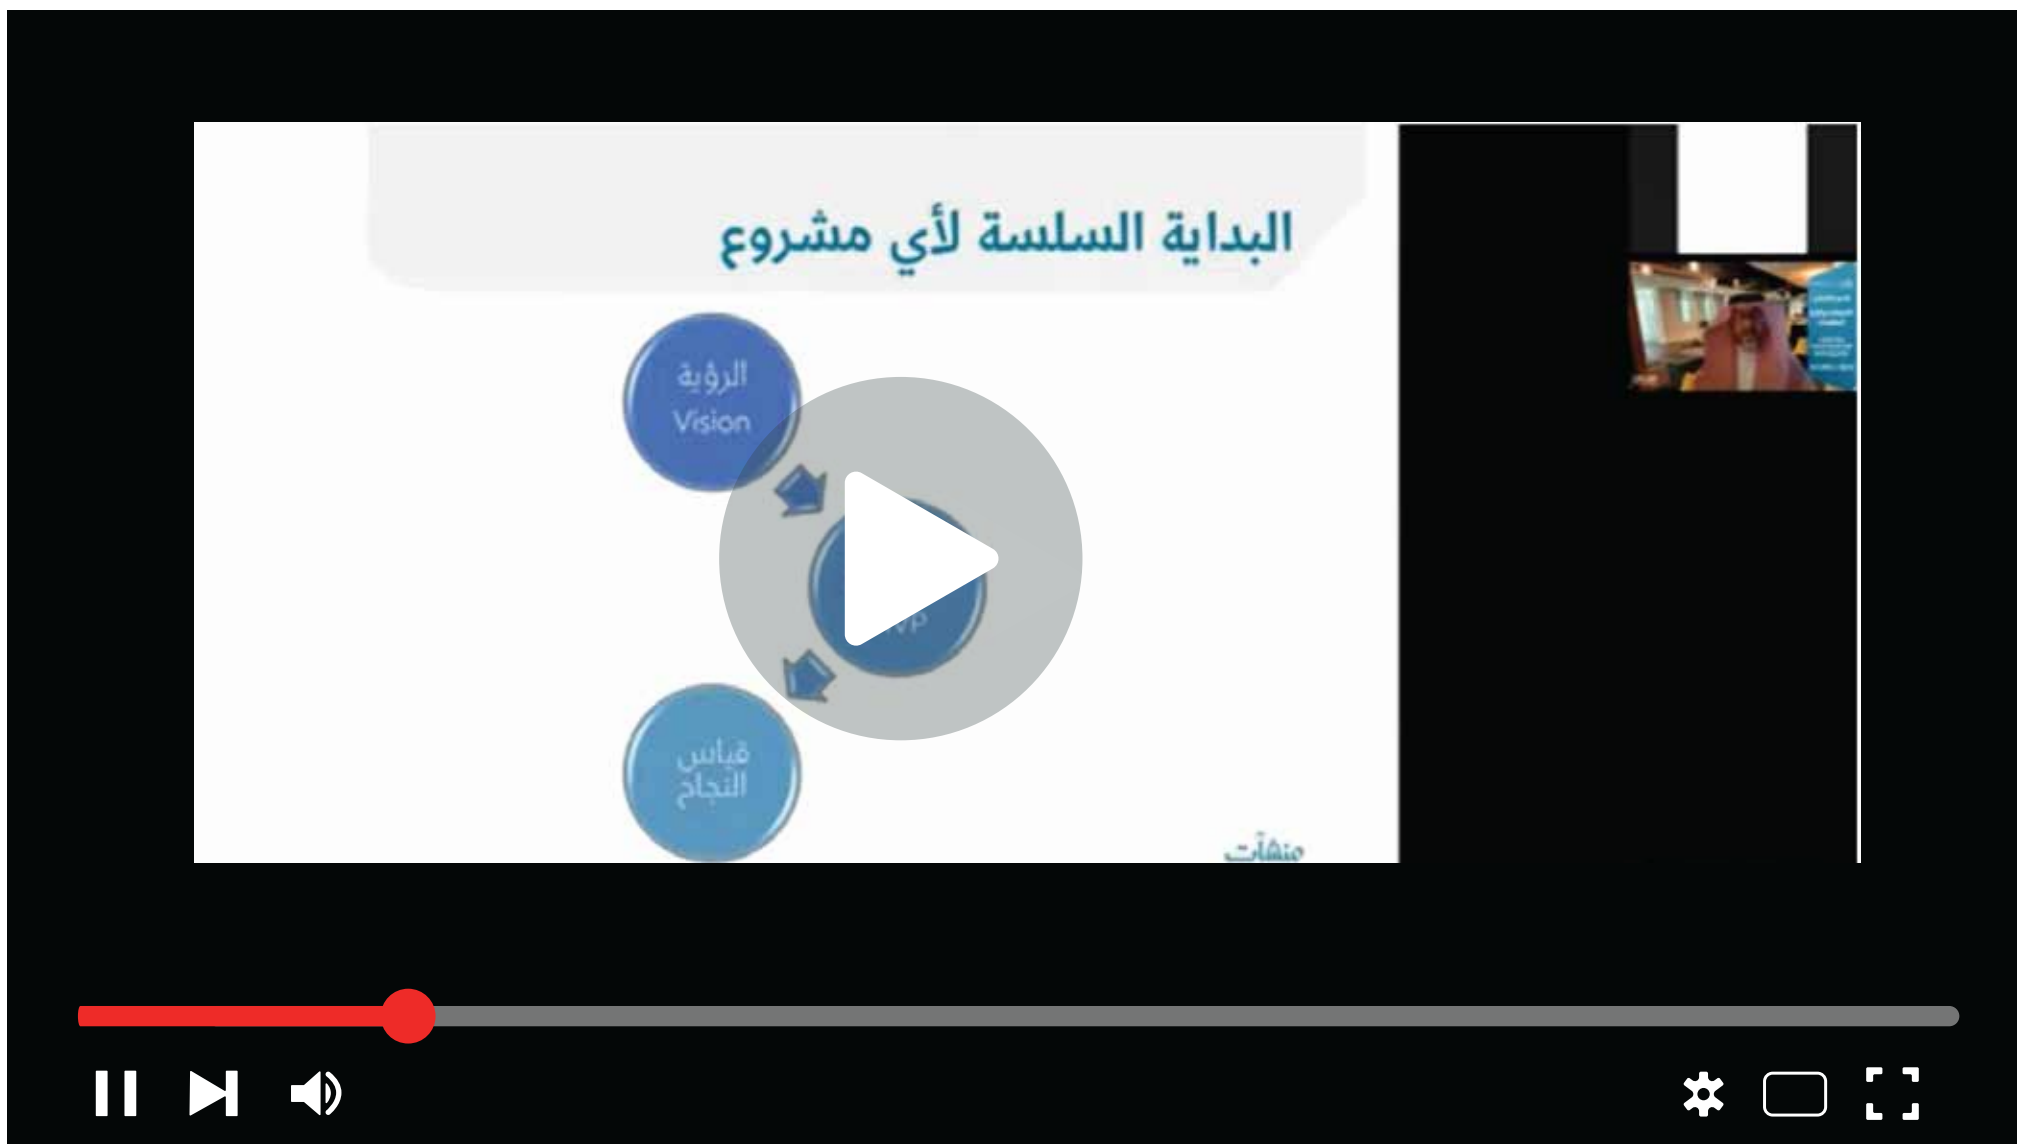 البداية السلسة لأي مشروع
الرؤية
Vision
قياس
النجاح
منشآت